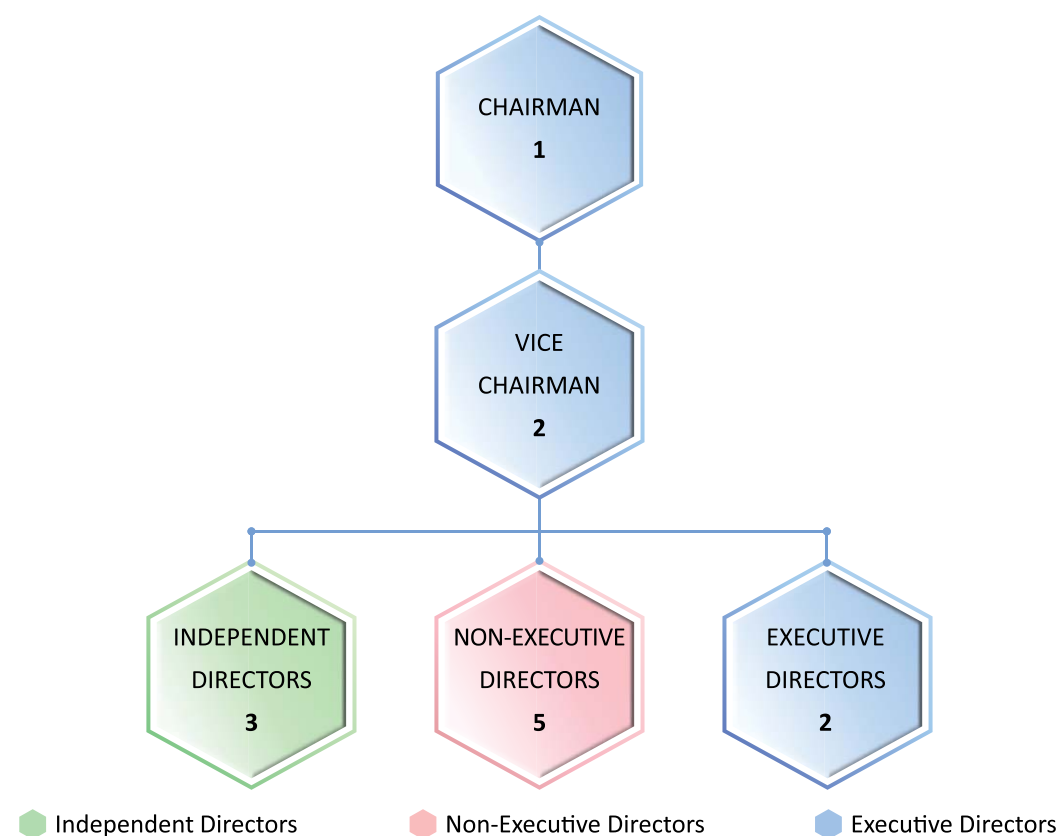 CHAIRMAN
1
VICE
CHAIRMAN
2
INDEPENDENT
DIRECTORS
3
NON-EXECUTIVE
DIRECTORS
5
EXECUTIVE
DIRECTORS
2
Independent Directors
Non-Executive Directors
Executive Directors